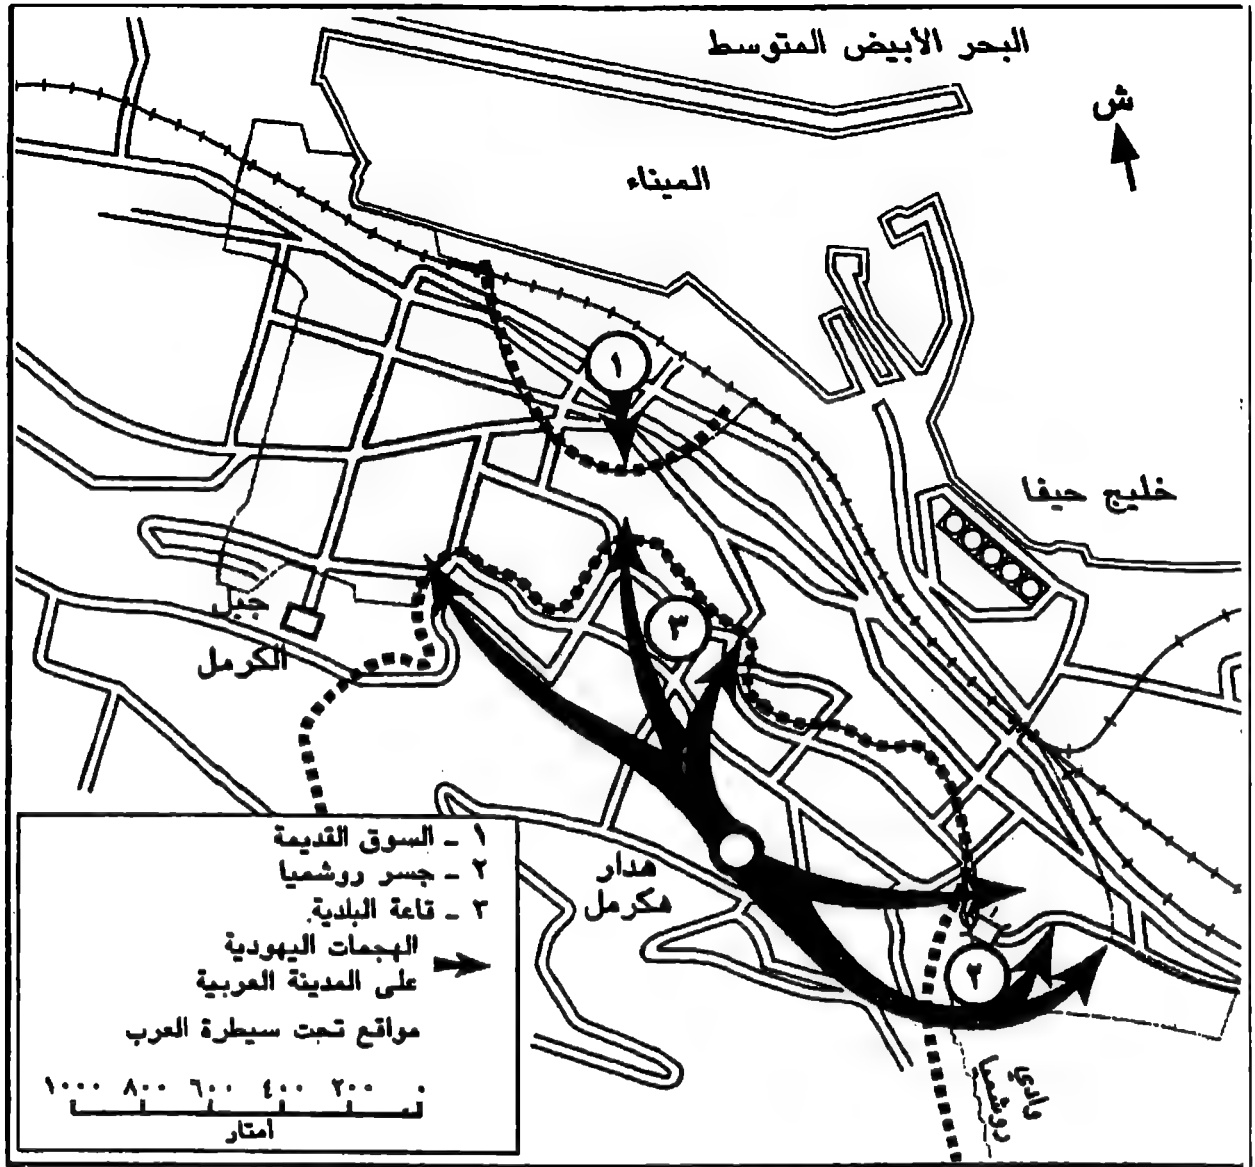 البحر الأبيض المتوسط
ش
الميناء
١
خليج حيفا
جبل
الكرمل
٣
هدار
هكرمل
٢
وادي
روشميا
١ - السوق القديمة
٢ - جسر روشميا
٣ - قاعة البلدية
الهجمات اليهودية
على المدينة العربية
مواقع تحت سيطرة العرب
١٠٠٠ ٨٠٠ ٦٠٠ ٤٠٠ ٢٠٠ ٠
أمتار